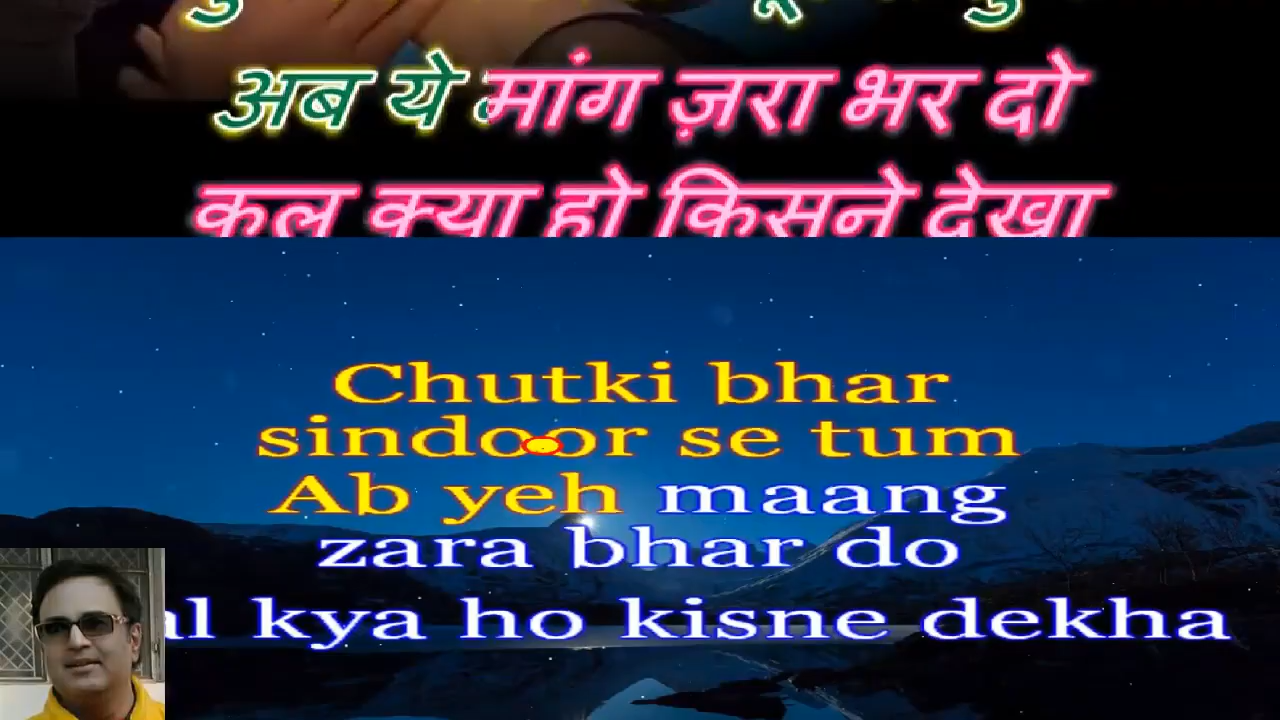 अब ये मांग ज़रा भर दो
कल क्या हो किसने देखा
Chutki bhar
sindoor se tum
Ab yeh maang
zara bhar do
al kya ho kisne dekha